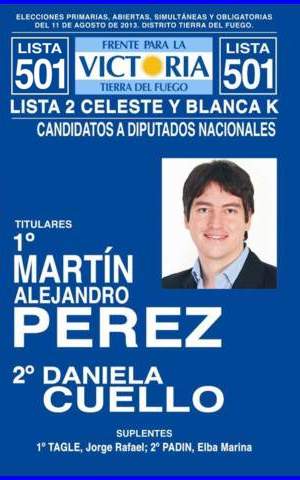 ELECCIONES PRIMARIAS, ABIERTAS, SIMULTÁNEAS Y OBLIGATORIAS
DEL 11 DE AGOSTO DE 2013. DISTRITO TIERRA DEL FUEGO.
LISTA
501
FRENTE PARA LA
VICTORIA
TIERRA DEL FUEGO
LISTA
501
LISTA 2 CELESTE Y BLANCA K
CANDIDATOS A DIPUTADOS NACIONALES
TITULARES
1º
MARTÍN
ALEJANDRO
PEREZ
2º DANIELA
CUELLO
SUPLENTES
1º TAGLE, Jorge Rafael; 2º PADIN, Elba Marina